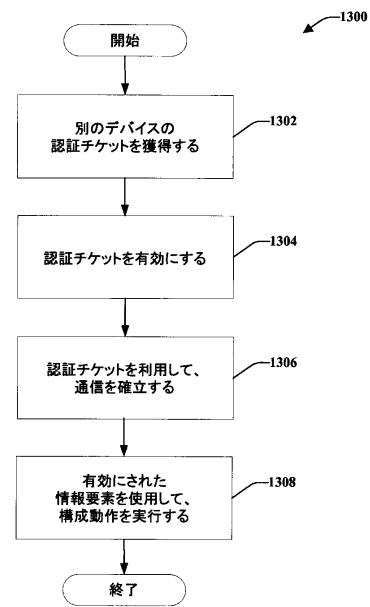 1300
開始
別のデバイスの
認証チケットを獲得する
1302
認証チケットを有効にする
1304
認証チケットを利用して、
通信を確立する
1306
有効にされた
情報要素を使用して、
構成動作を実行する
1308
終了